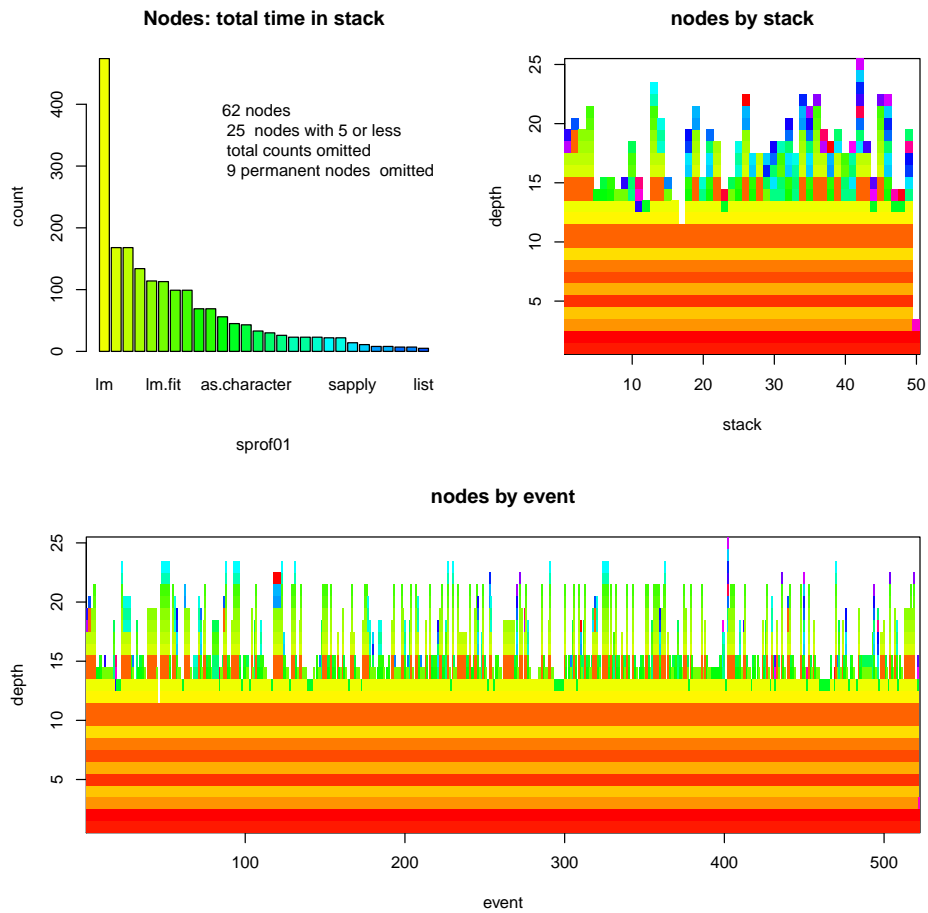 Nodes: total time in stack
count
0
100
200
300
400
62 nodes
25 nodes with 5 or less
total counts omitted
9 permanent nodes omitted
lm
lm.fit
as.character
sapply
list
sprof01
nodes by stack
depth
5
10
15
20
25
10
20
30
40
50
stack
nodes by event
depth
5
10
15
20
25
100
200
300
400
500
event